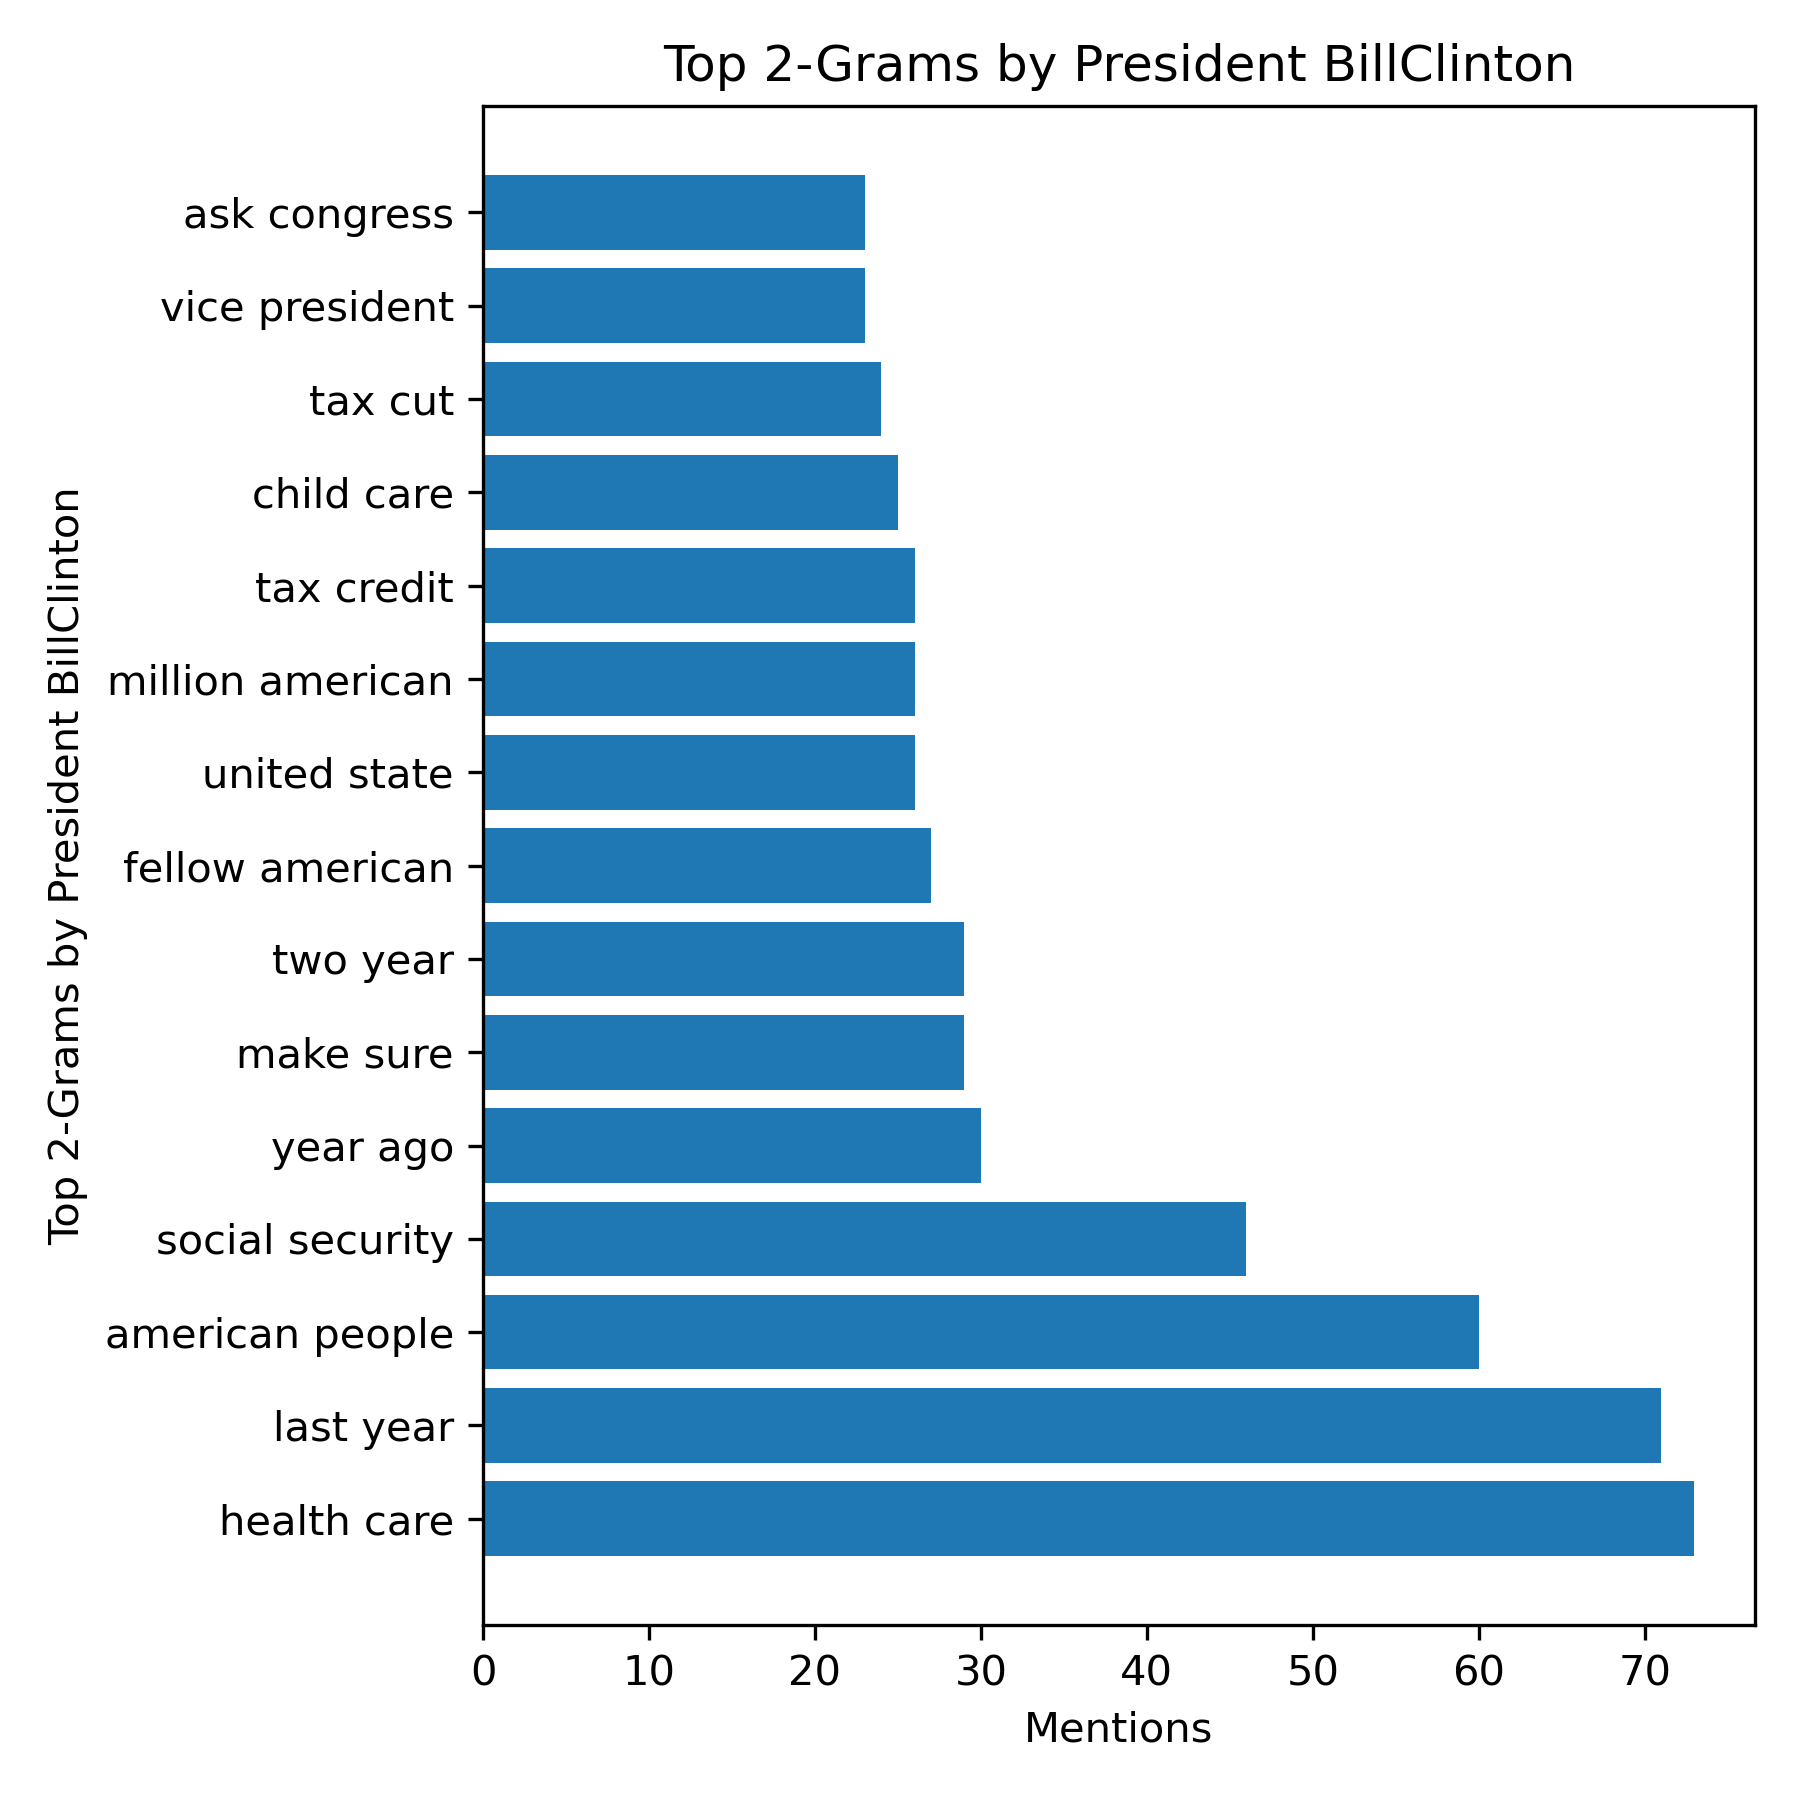 Top 2-Grams by President BillClinton
Top 2-Grams by President BillClinton
ask congress
vice president
tax cut
child care
tax credit
million american
united state
fellow american
two year
make sure
year ago
social security
american people
last year
health care
0 10 20 30 40 50 60 70
Mentions